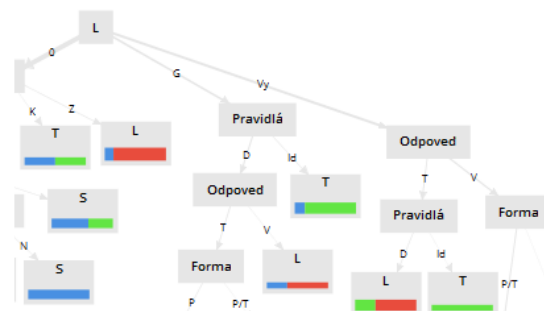 L
0
G
Vy
K
Z
T
L
Pravidlá
Odpoved
D
Id
T
V
S
Odpoved
T
Pravidlá
Forma
T
V
D
Id
N
S
Forma
L
L
T
P
P/T
P/T